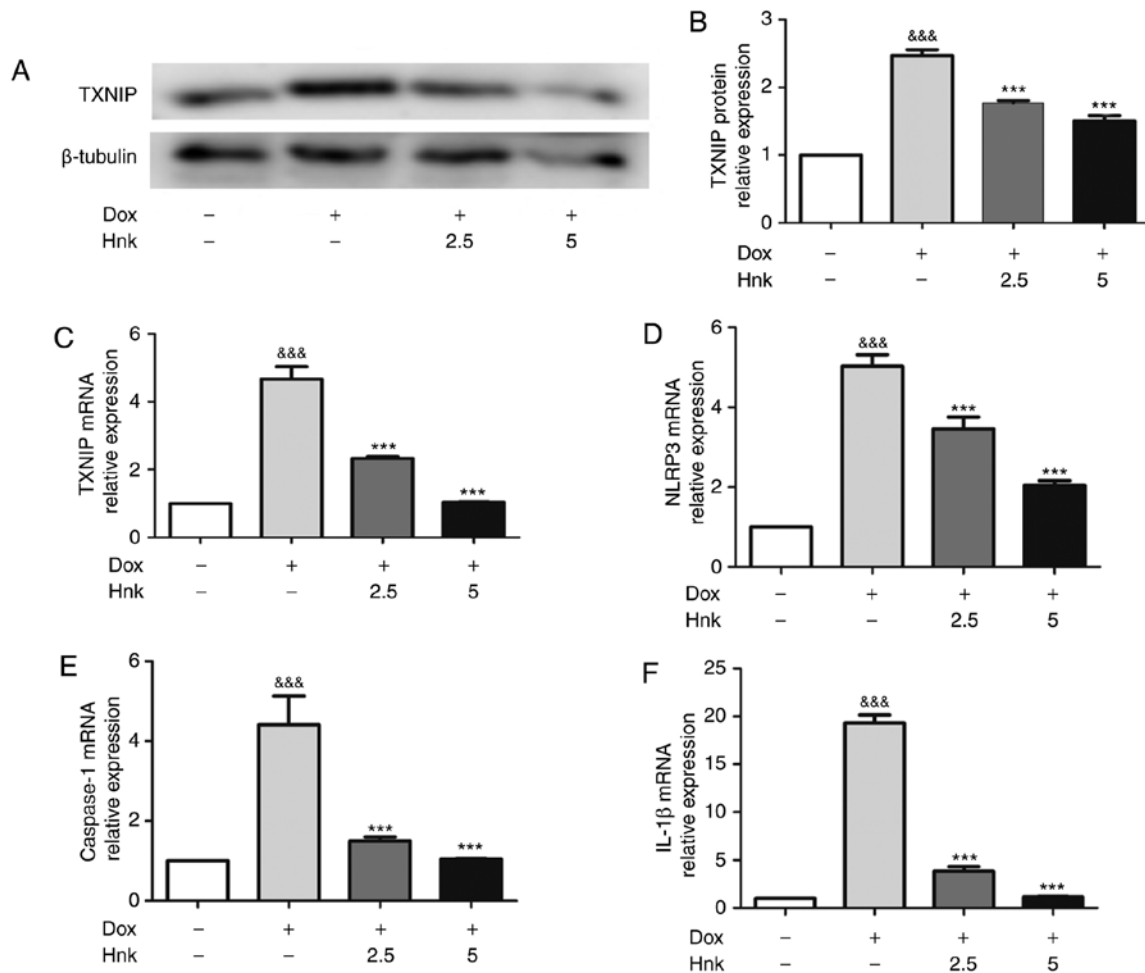 A
TXNIP
β-tubulin
Dox – + + +
Hnk – – 2.5 5
B
TXNIP protein
relative expression
3
2
1
0
&&&
***
***
Dox – + + +
Hnk – – 2.5 5
C
TXNIP mRNA
relative expression
6
4
2
0
&&&
***
***
Dox – + + +
Hnk – – 2.5 5
D
NLRP3 mRNA
relative expression
6
4
2
0
&&&
***
***
Dox – + + +
Hnk – – 2.5 5
E
Caspase-1 mRNA
relative expression
6
4
2
0
&&&
***
***
Dox – + + +
Hnk – – 2.5 5
F
IL-1β mRNA
relative expression
25
20
15
10
5
0
&&&
***
***
Dox – + + +
Hnk – – 2.5 5